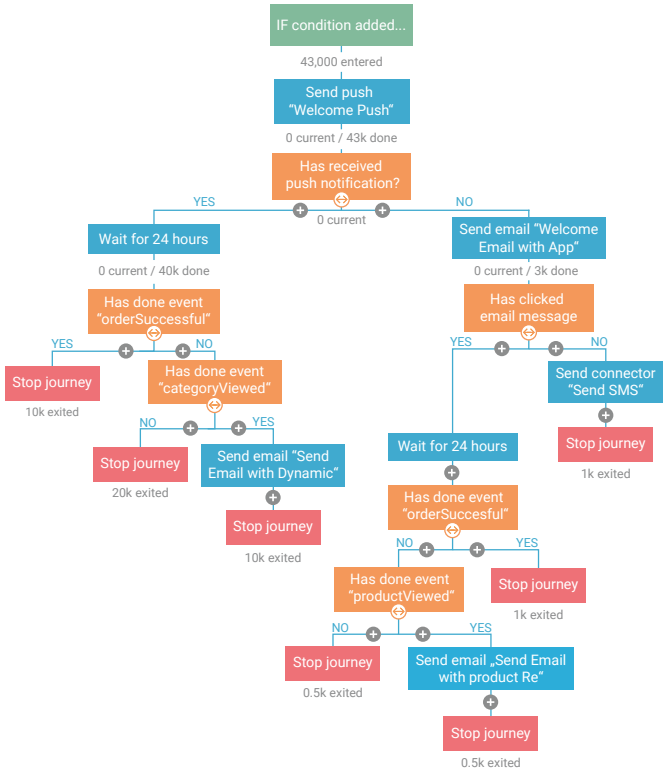 IF condition added...
43,000 entered
Send push
“Welcome Push”
0 current / 43k done
Has received
push notification?
YES
NO
0 current
Wait for 24 hours
Send email “Welcome
Email with App”
0 current / 40k done
0 current / 3k done
Has done event
“orderSuccessful”
Has clicked
email message
YES
NO
YES
NO
Stop journey
10k exited
Has done event
“categoryViewed”
Send connector
“Send SMS”
NO
YES
Stop journey
1k exited
Stop journey
20k exited
Send email “Send
Email with Dynamic”
Wait for 24 hours
Stop journey
10k exited
Has done event
“orderSuccesful”
NO
YES
Has done event
“productViewed“
Stop journey
1k exited
NO
YES
Stop journey
0.5k exited
Send email „Send Email
with product Re“
Stop journey
0.5k exited